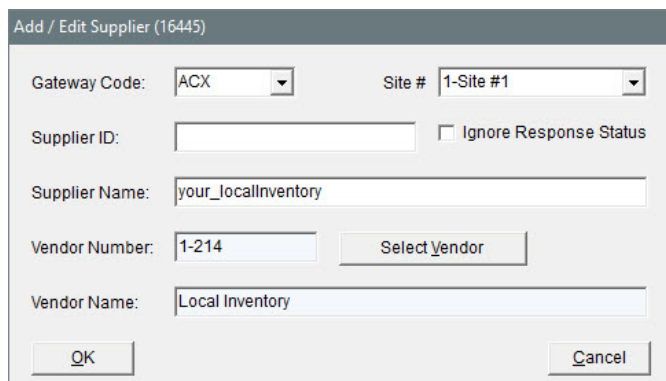 Add / Edit Supplier (16445)
Gateway Code: ACX Site # 1-Site #1
Supplier ID: Ignore Response Status
Supplier Name: your_localInventory
Vendor Number: 1-214 Select Vendor
Vendor Name: Local Inventory
OK Cancel